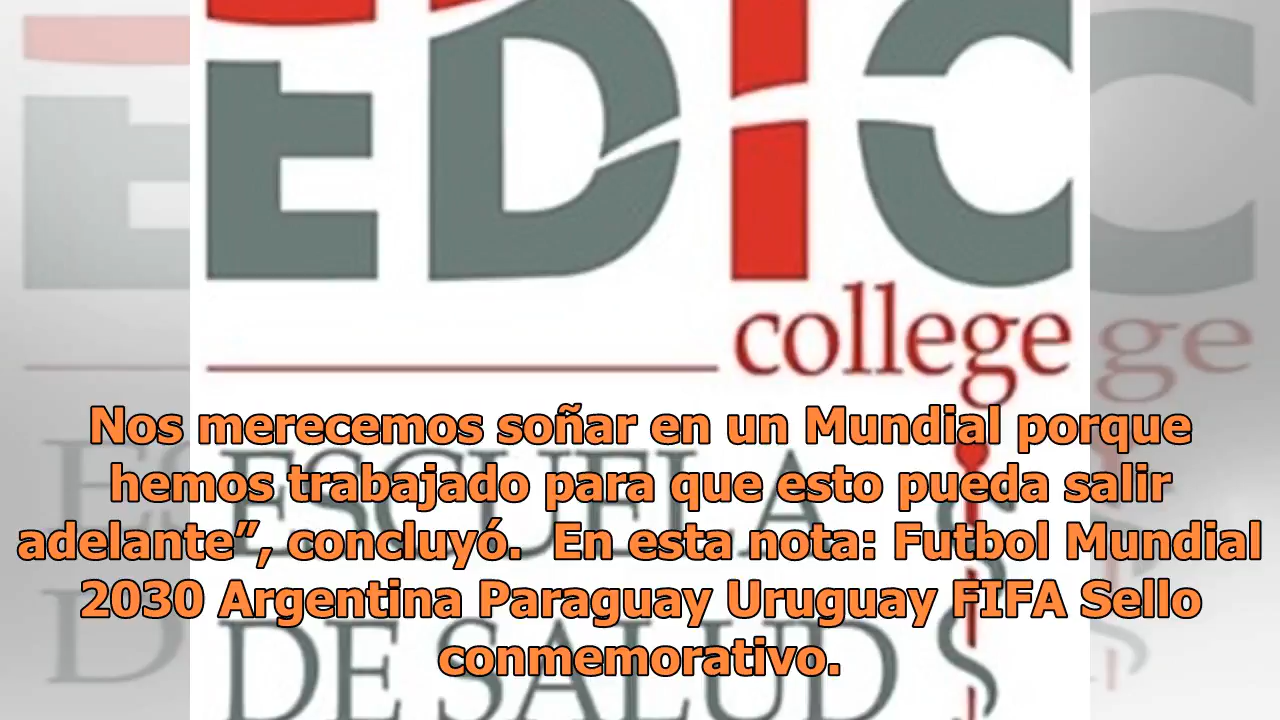 EDIC
college
Nos merecemos soñar en un Mundial porque
hemos trabajado para que esto pueda salir
adelante”, concluyó.  En esta nota: Futbol Mundial
2030 Argentina Paraguay Uruguay FIFA Sello
conmemorativo.
ESCUELA
DE SALUD